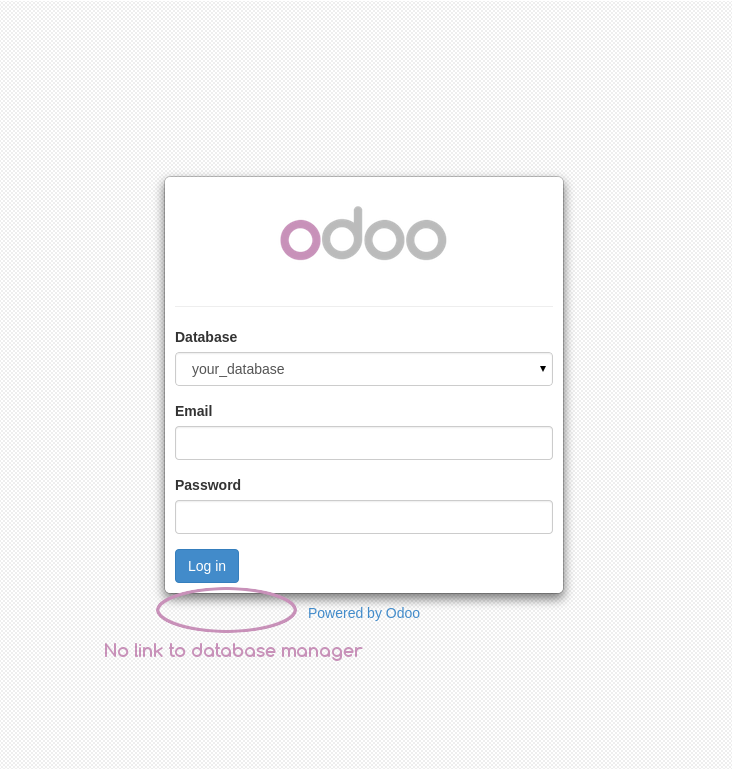 odoo
Database
your_database
Email
Password
Log in
Powered by Odoo
No link to database manager